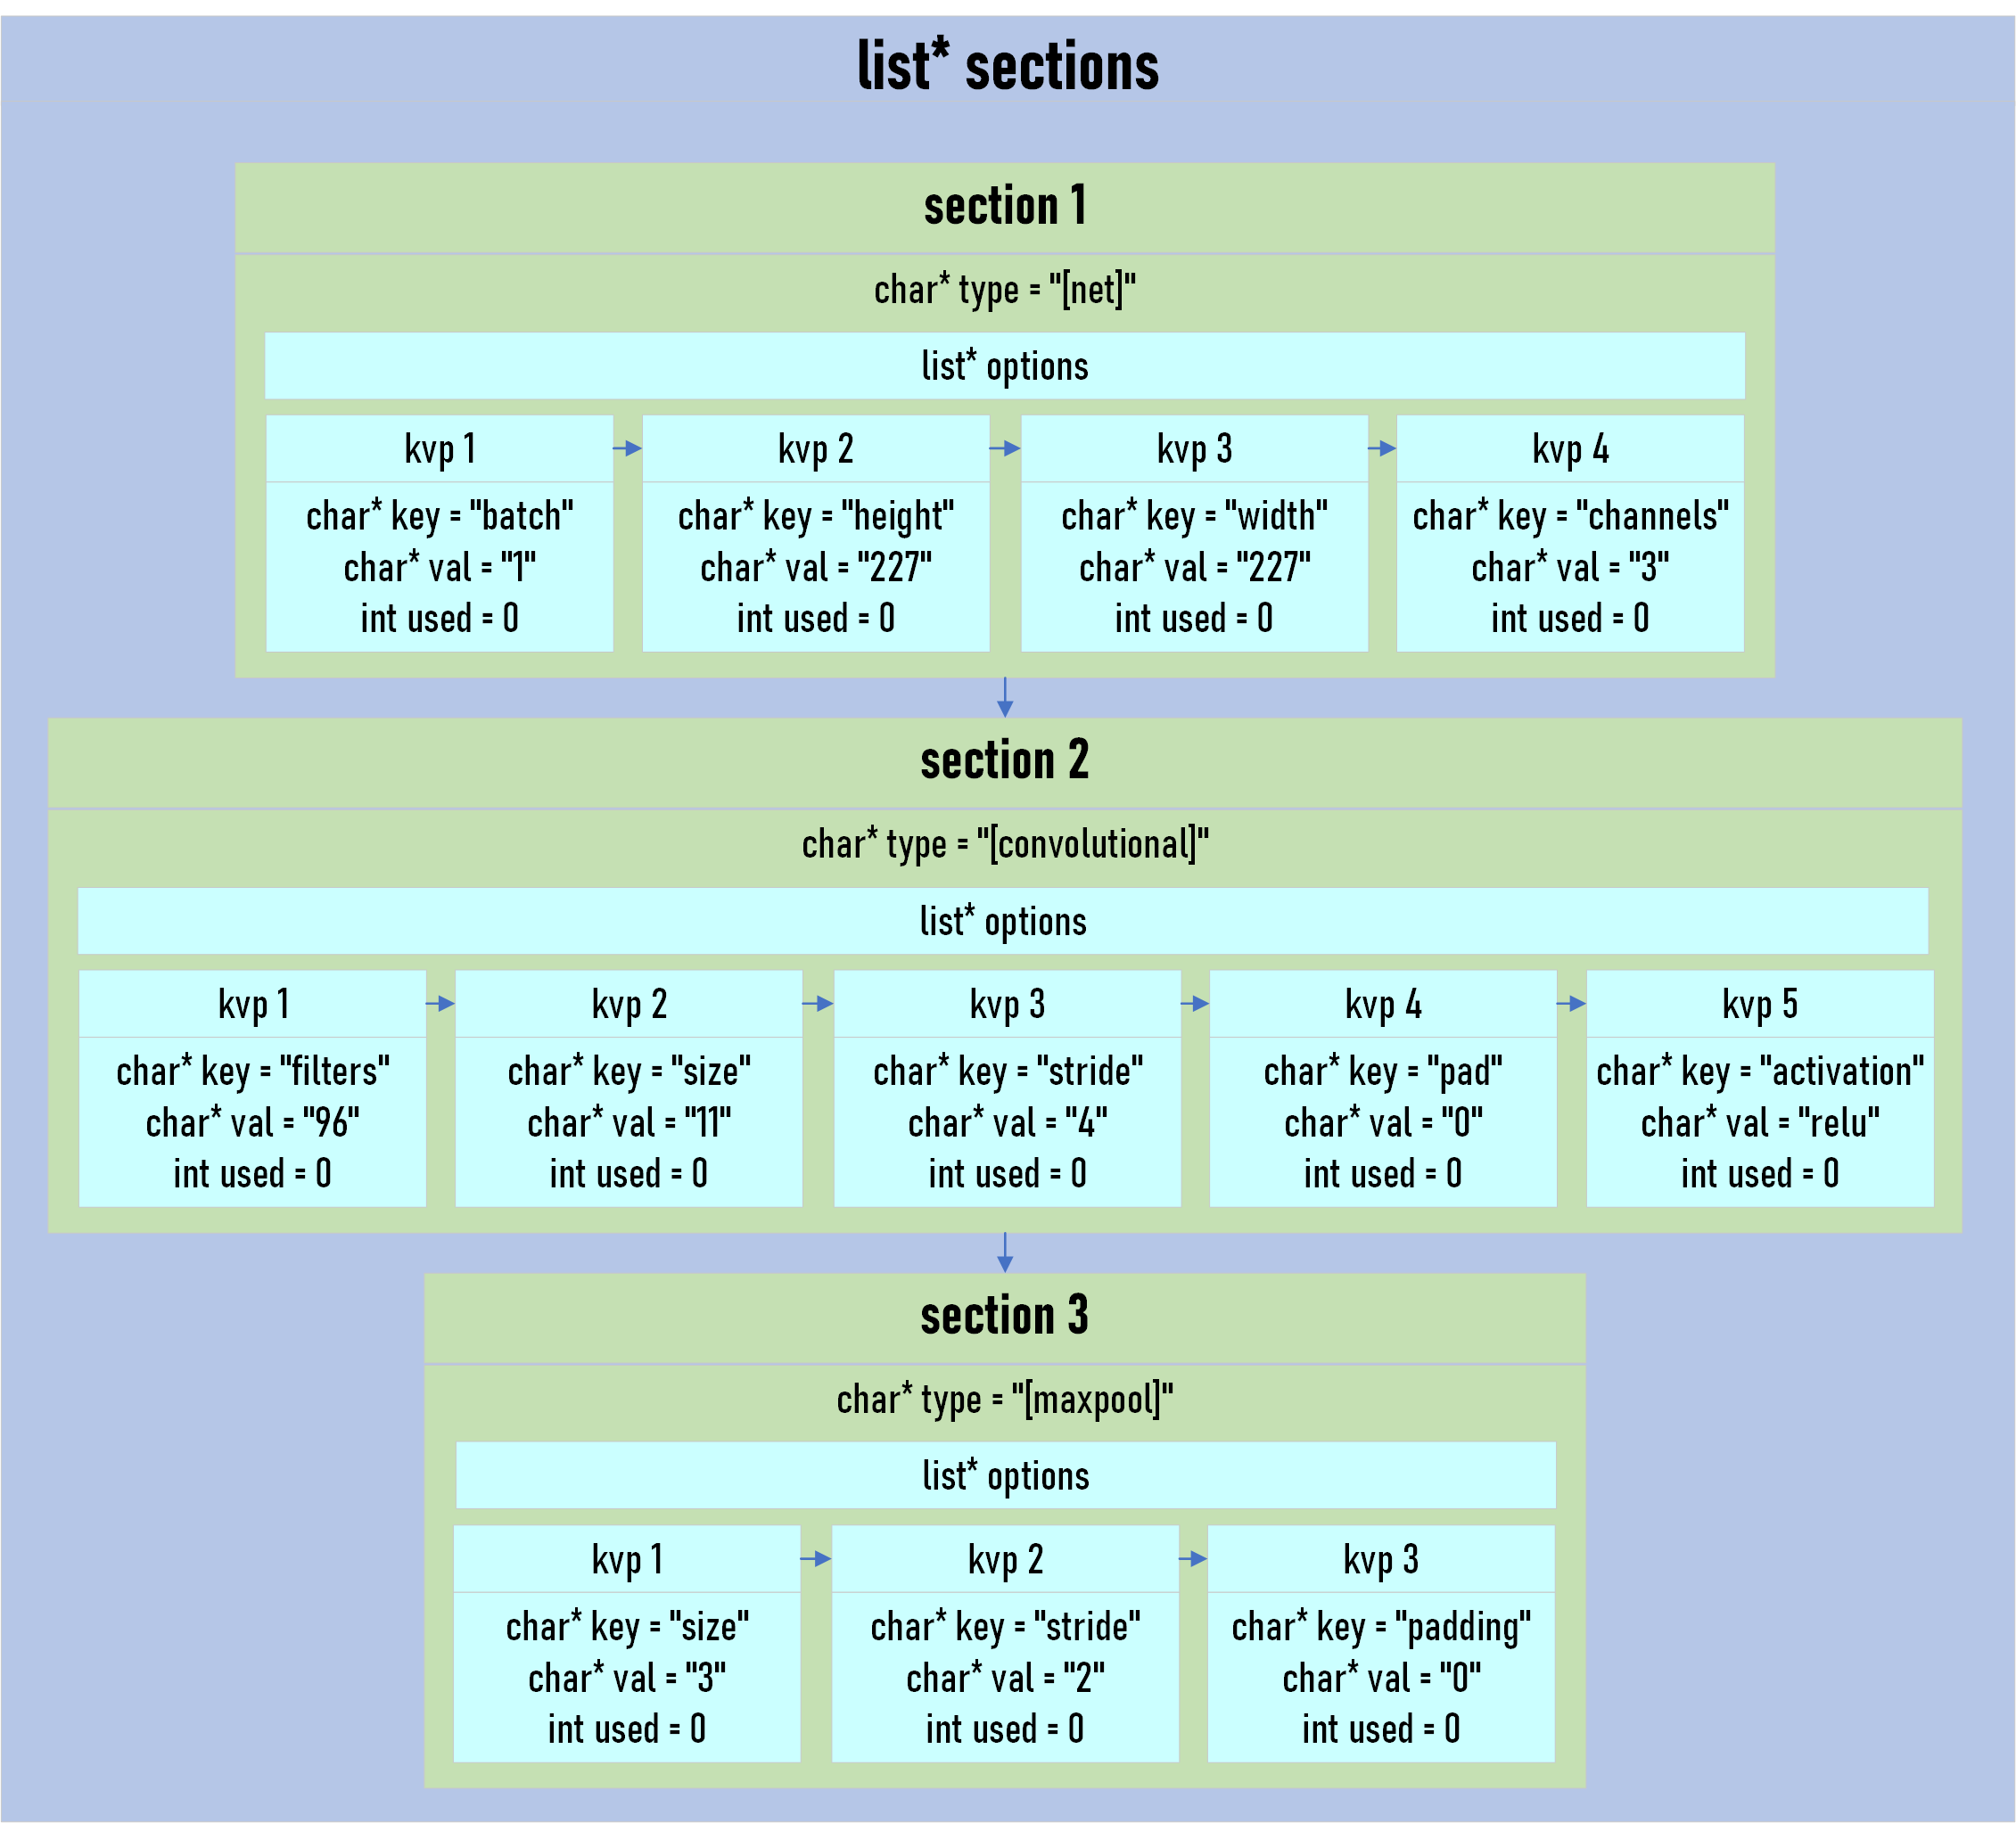 list* sections
section 1
char* type = "[net]"
list* options
kvp 1
char* key = "batch"
char* val = "1"
int used = 0
kvp 2
char* key = "height"
char* val = "227"
int used = 0
kvp 3
char* key = "width"
char* val = "227"
int used = 0
kvp 4
char* key = "channels"
char* val = "3"
int used = 0
section 2
char* type = "[convolutional]"
list* options
kvp 1
char* key = "filters"
char* val = "96"
int used = 0
kvp 2
char* key = "size"
char* val = "11"
int used = 0
kvp 3
char* key = "stride"
char* val = "4"
int used = 0
kvp 4
char* key = "pad"
char* val = "0"
int used = 0
kvp 5
char* key = "activation"
char* val = "relu"
int used = 0
section 3
char* type = "[maxpool]"
list* options
kvp 1
char* key = "size"
char* val = "3"
int used = 0
kvp 2
char* key = "stride"
char* val = "2"
int used = 0
kvp 3
char* key = "padding"
char* val = "0"
int used = 0